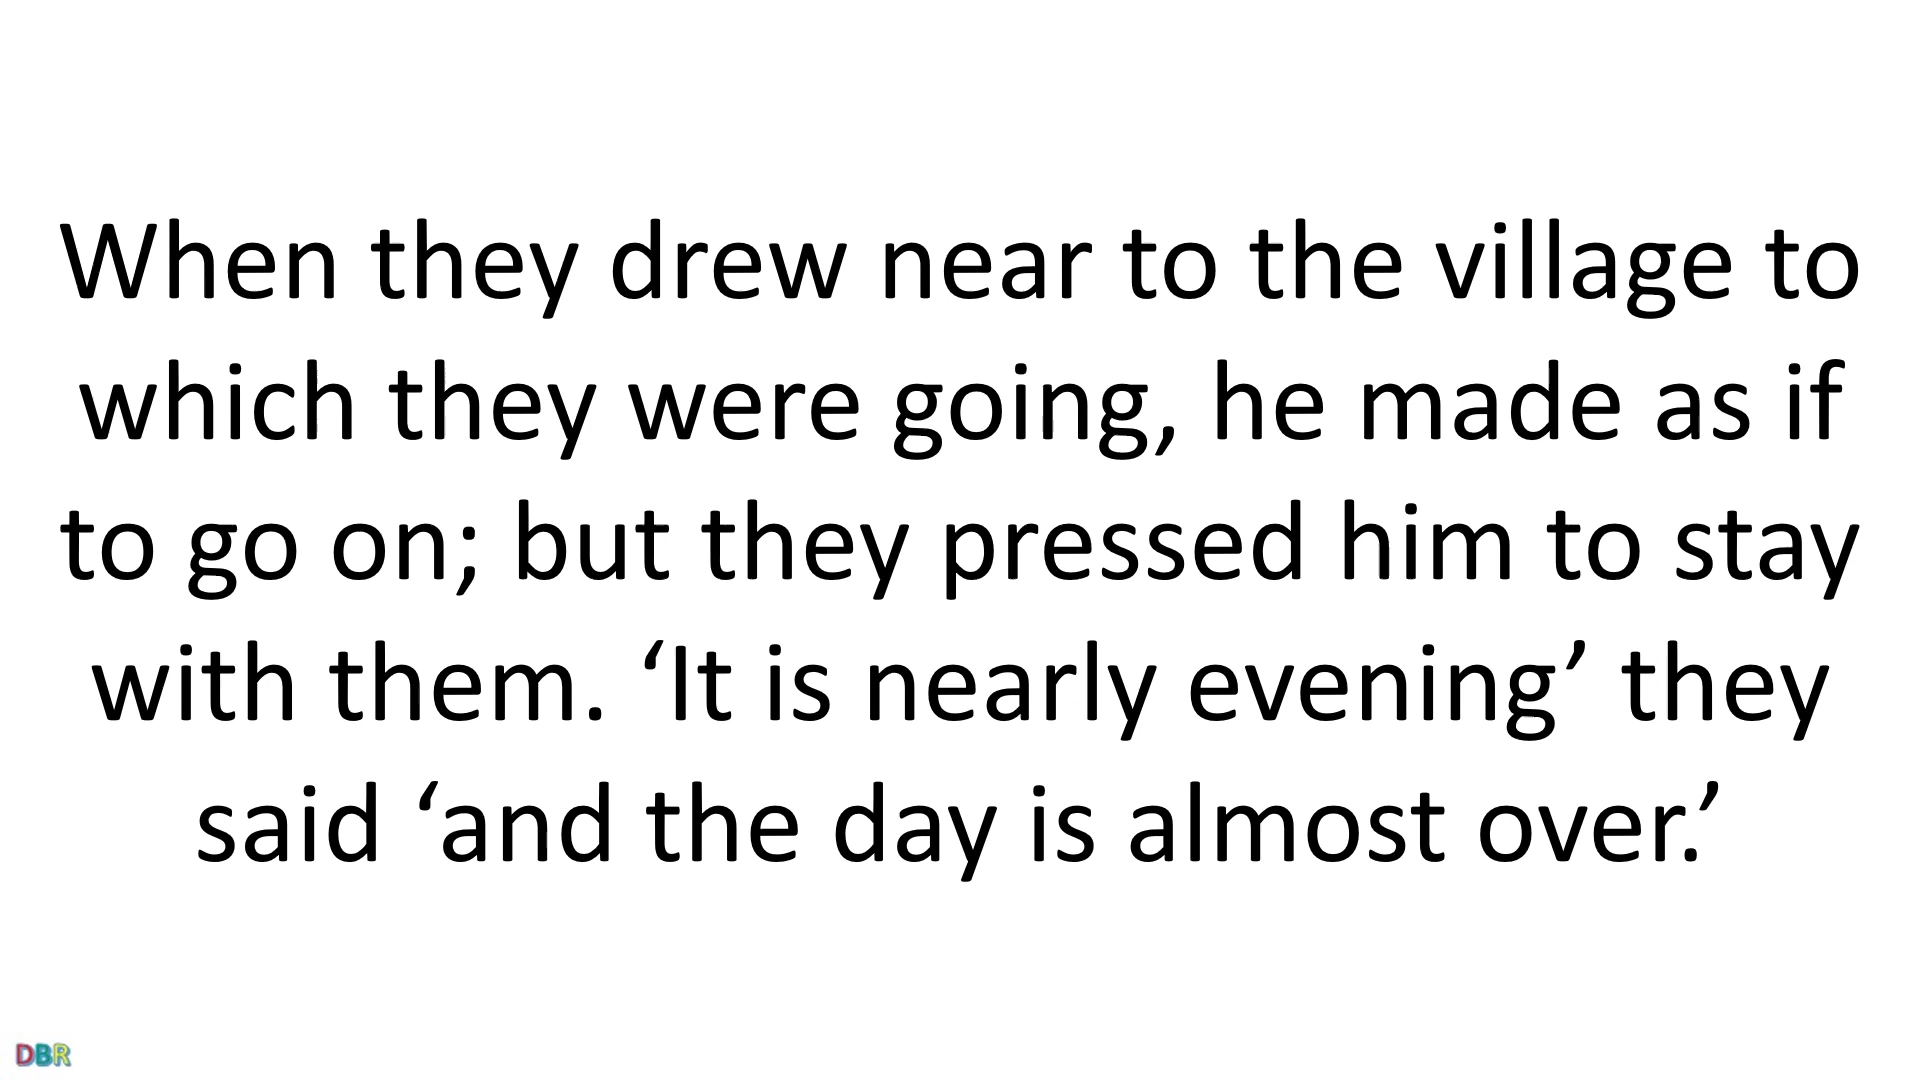 When they drew near to the village to
which they were going, he made as if
to go on; but they pressed him to stay
with them. ‘It is nearly evening’ they
said ‘and the day is almost over.’
DBR